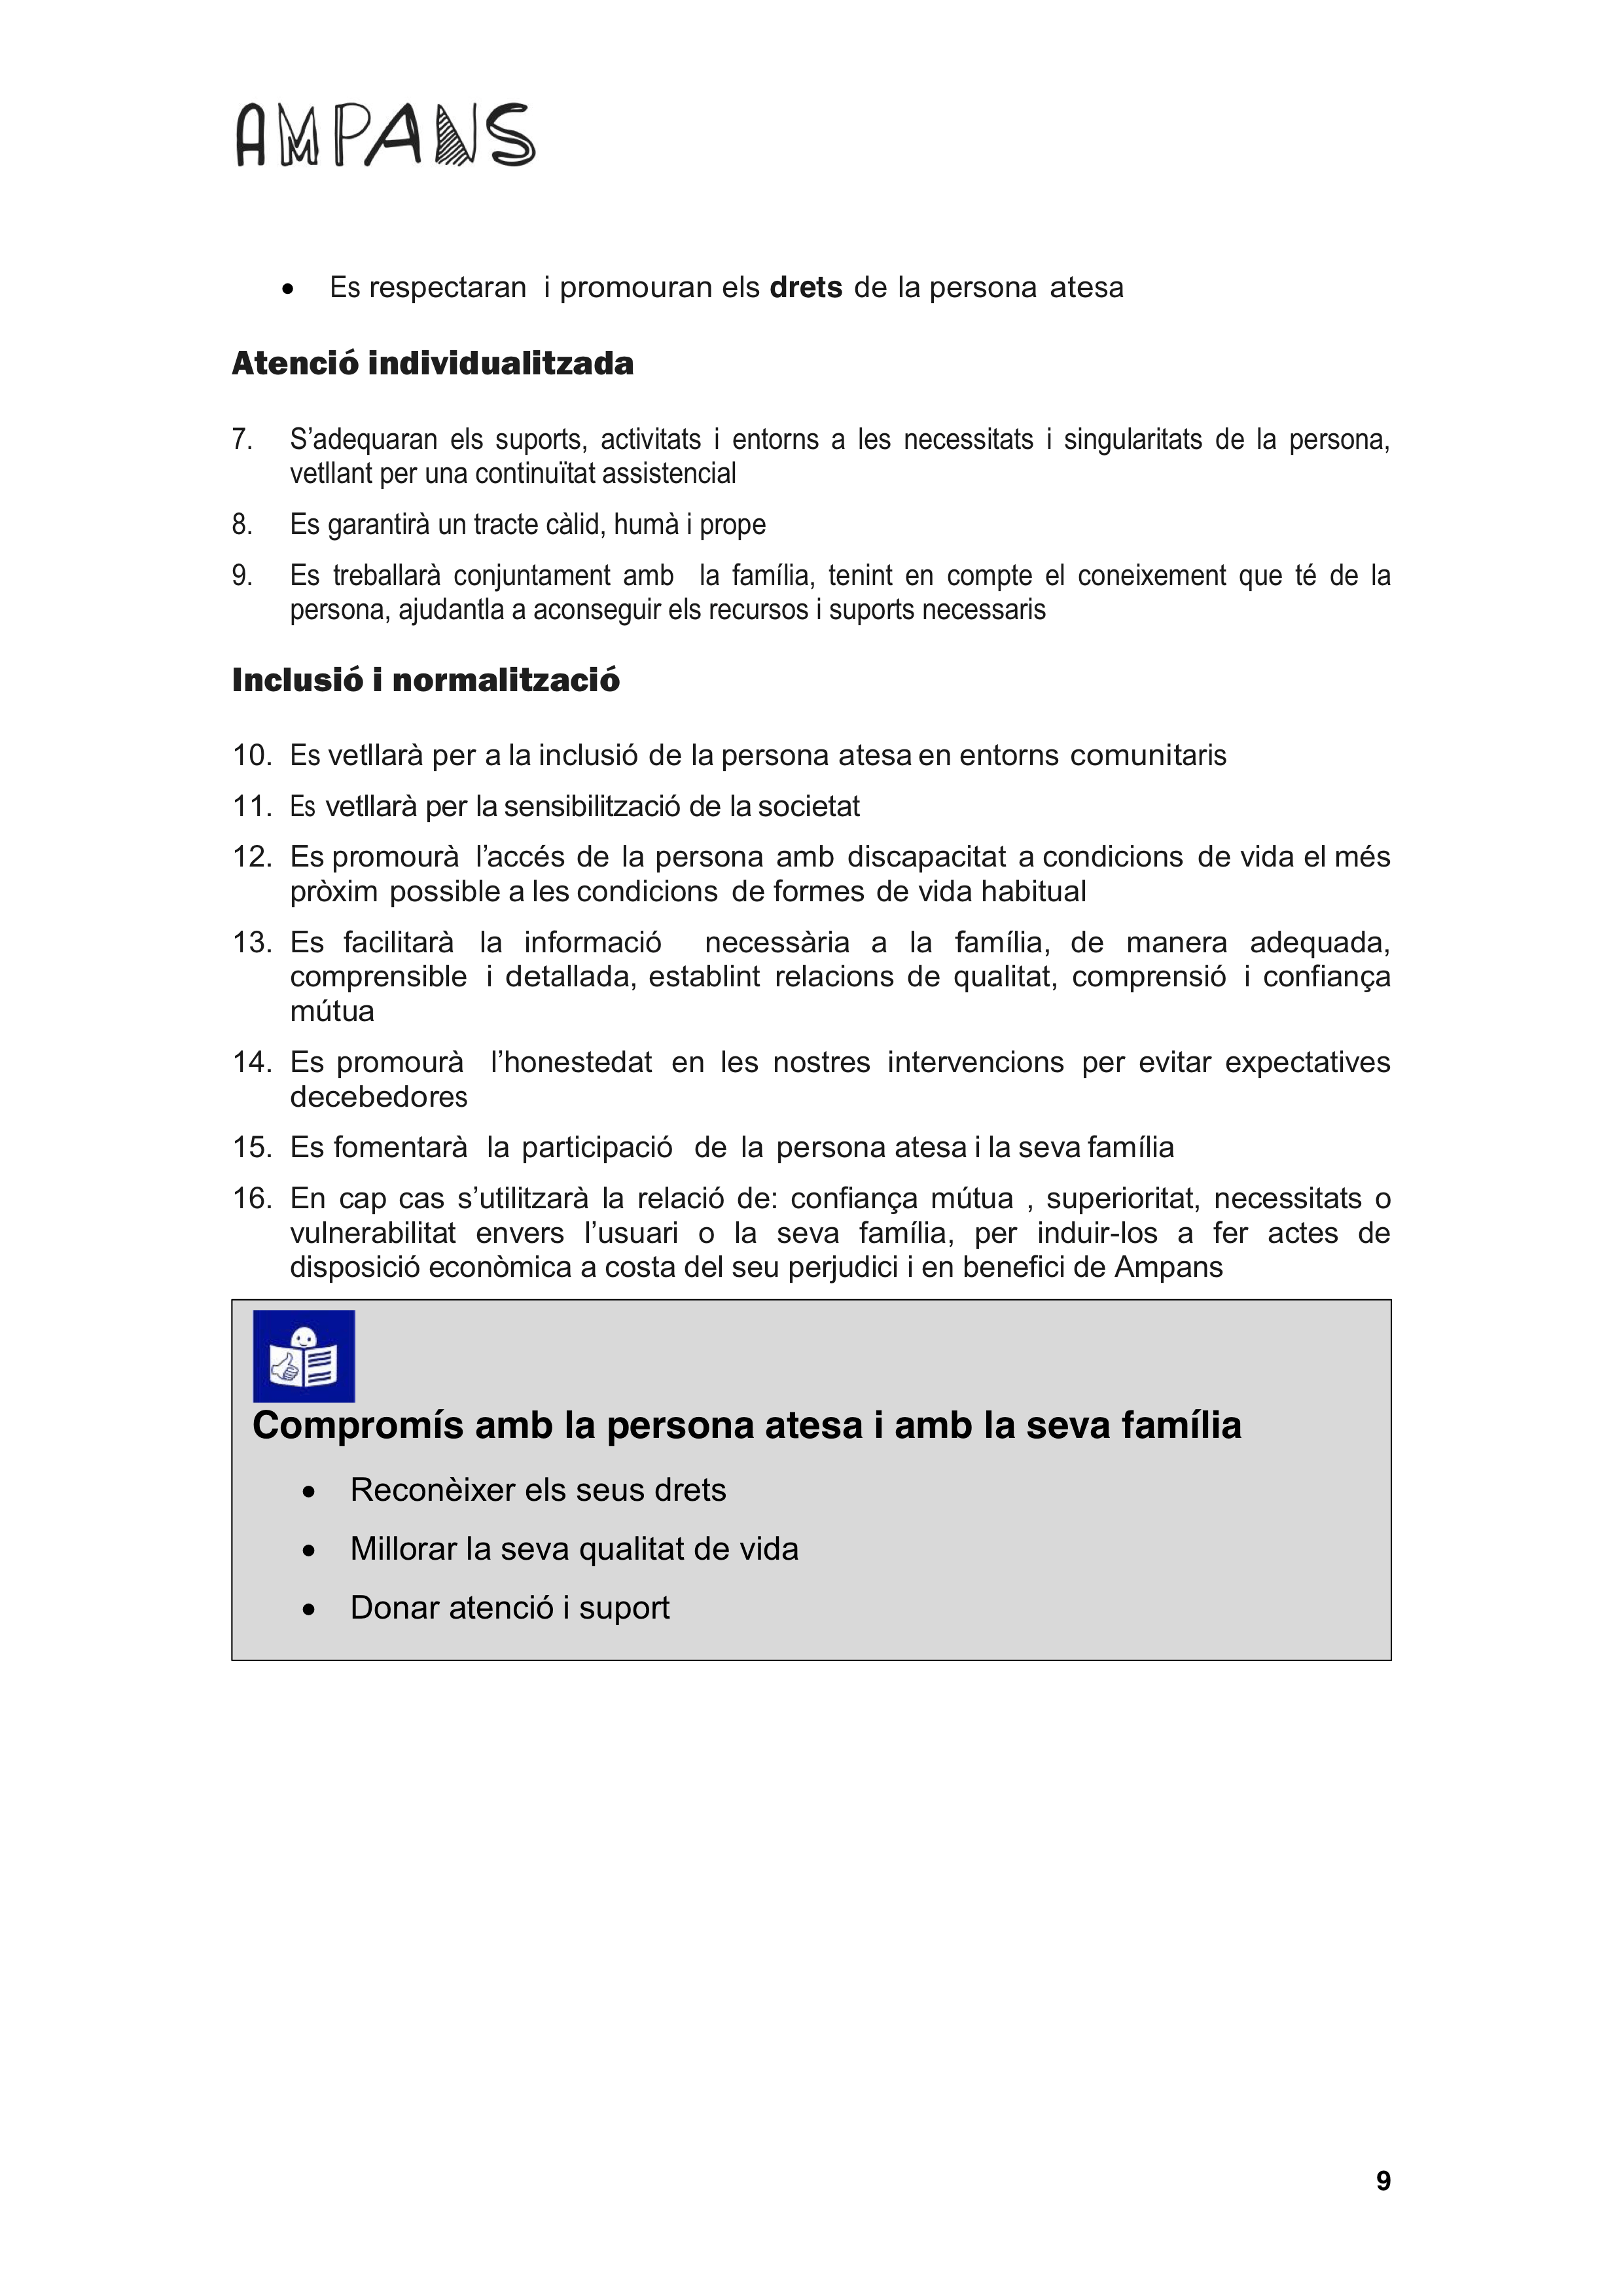 AMPANS
• Es respectaran i promouran els drets de la persona atesa
Atenció individualitzada
7. S’adequaran els suports, activitats i entorns a les necessitats i singularitats de la persona,
vetllant per una continuïtat assistencial
8. Es garantirà un tracte càlid, humà i prope
9. Es treballarà conjuntament amb la família, tenint en compte el coneixement que té de la
persona, ajudantla a aconseguir els recursos i suports necessaris
Inclusió i normalització
10. Es vetllarà per a la inclusió de la persona atesa en entorns comunitaris
11. Es vetllarà per la sensibilització de la societat
12. Es promourà l’accés de la persona amb discapacitat a condicions de vida el més
pròxim possible a les condicions de formes de vida habitual
13. Es facilitarà la informació necessària a la família, de manera adequada,
comprensible i detallada, establint relacions de qualitat, comprensió i confiança
mútua
14. Es promourà l’honestedat en les nostres intervencions per evitar expectatives
decebedores
15. Es fomentarà la participació de la persona atesa i la seva família
16. En cap cas s’utilitzarà la relació de: confiança mútua , superioritat, necessitats o
vulnerabilitat envers l’usuari o la seva família, per induir-los a fer actes de
disposició econòmica a costa del seu perjudici i en benefici de Ampans
Compromís amb la persona atesa i amb la seva família
• Reconèixer els seus drets
• Millorar la seva qualitat de vida
• Donar atenció i suport
9